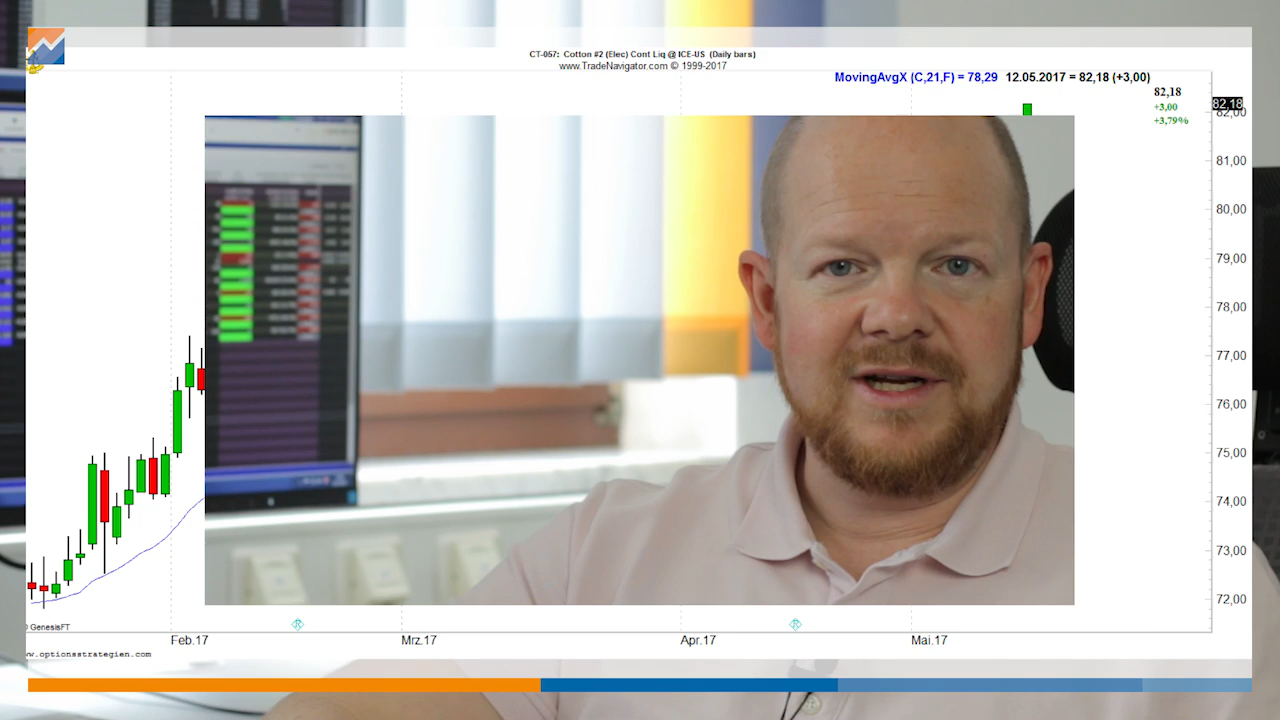 CT-057: Cotton #2 (Elec) Cont Liq @ ICE-US (Daily bars)
www.TradeNavigator.com © 1999-2017
MovingAvgX (C,21,F) = 78,29 12.05.2017 = 82,18 (+3,00)
82,18
+3,00
+3,79%
82,18
82,00
81,00
80,00
79,00
78,00
77,00
76,00
75,00
74,00
73,00
72,00
GenesisFT
R
R
Feb.17
Mrz.17
Apr.17
Mai.17
w.optionsstrategien.com